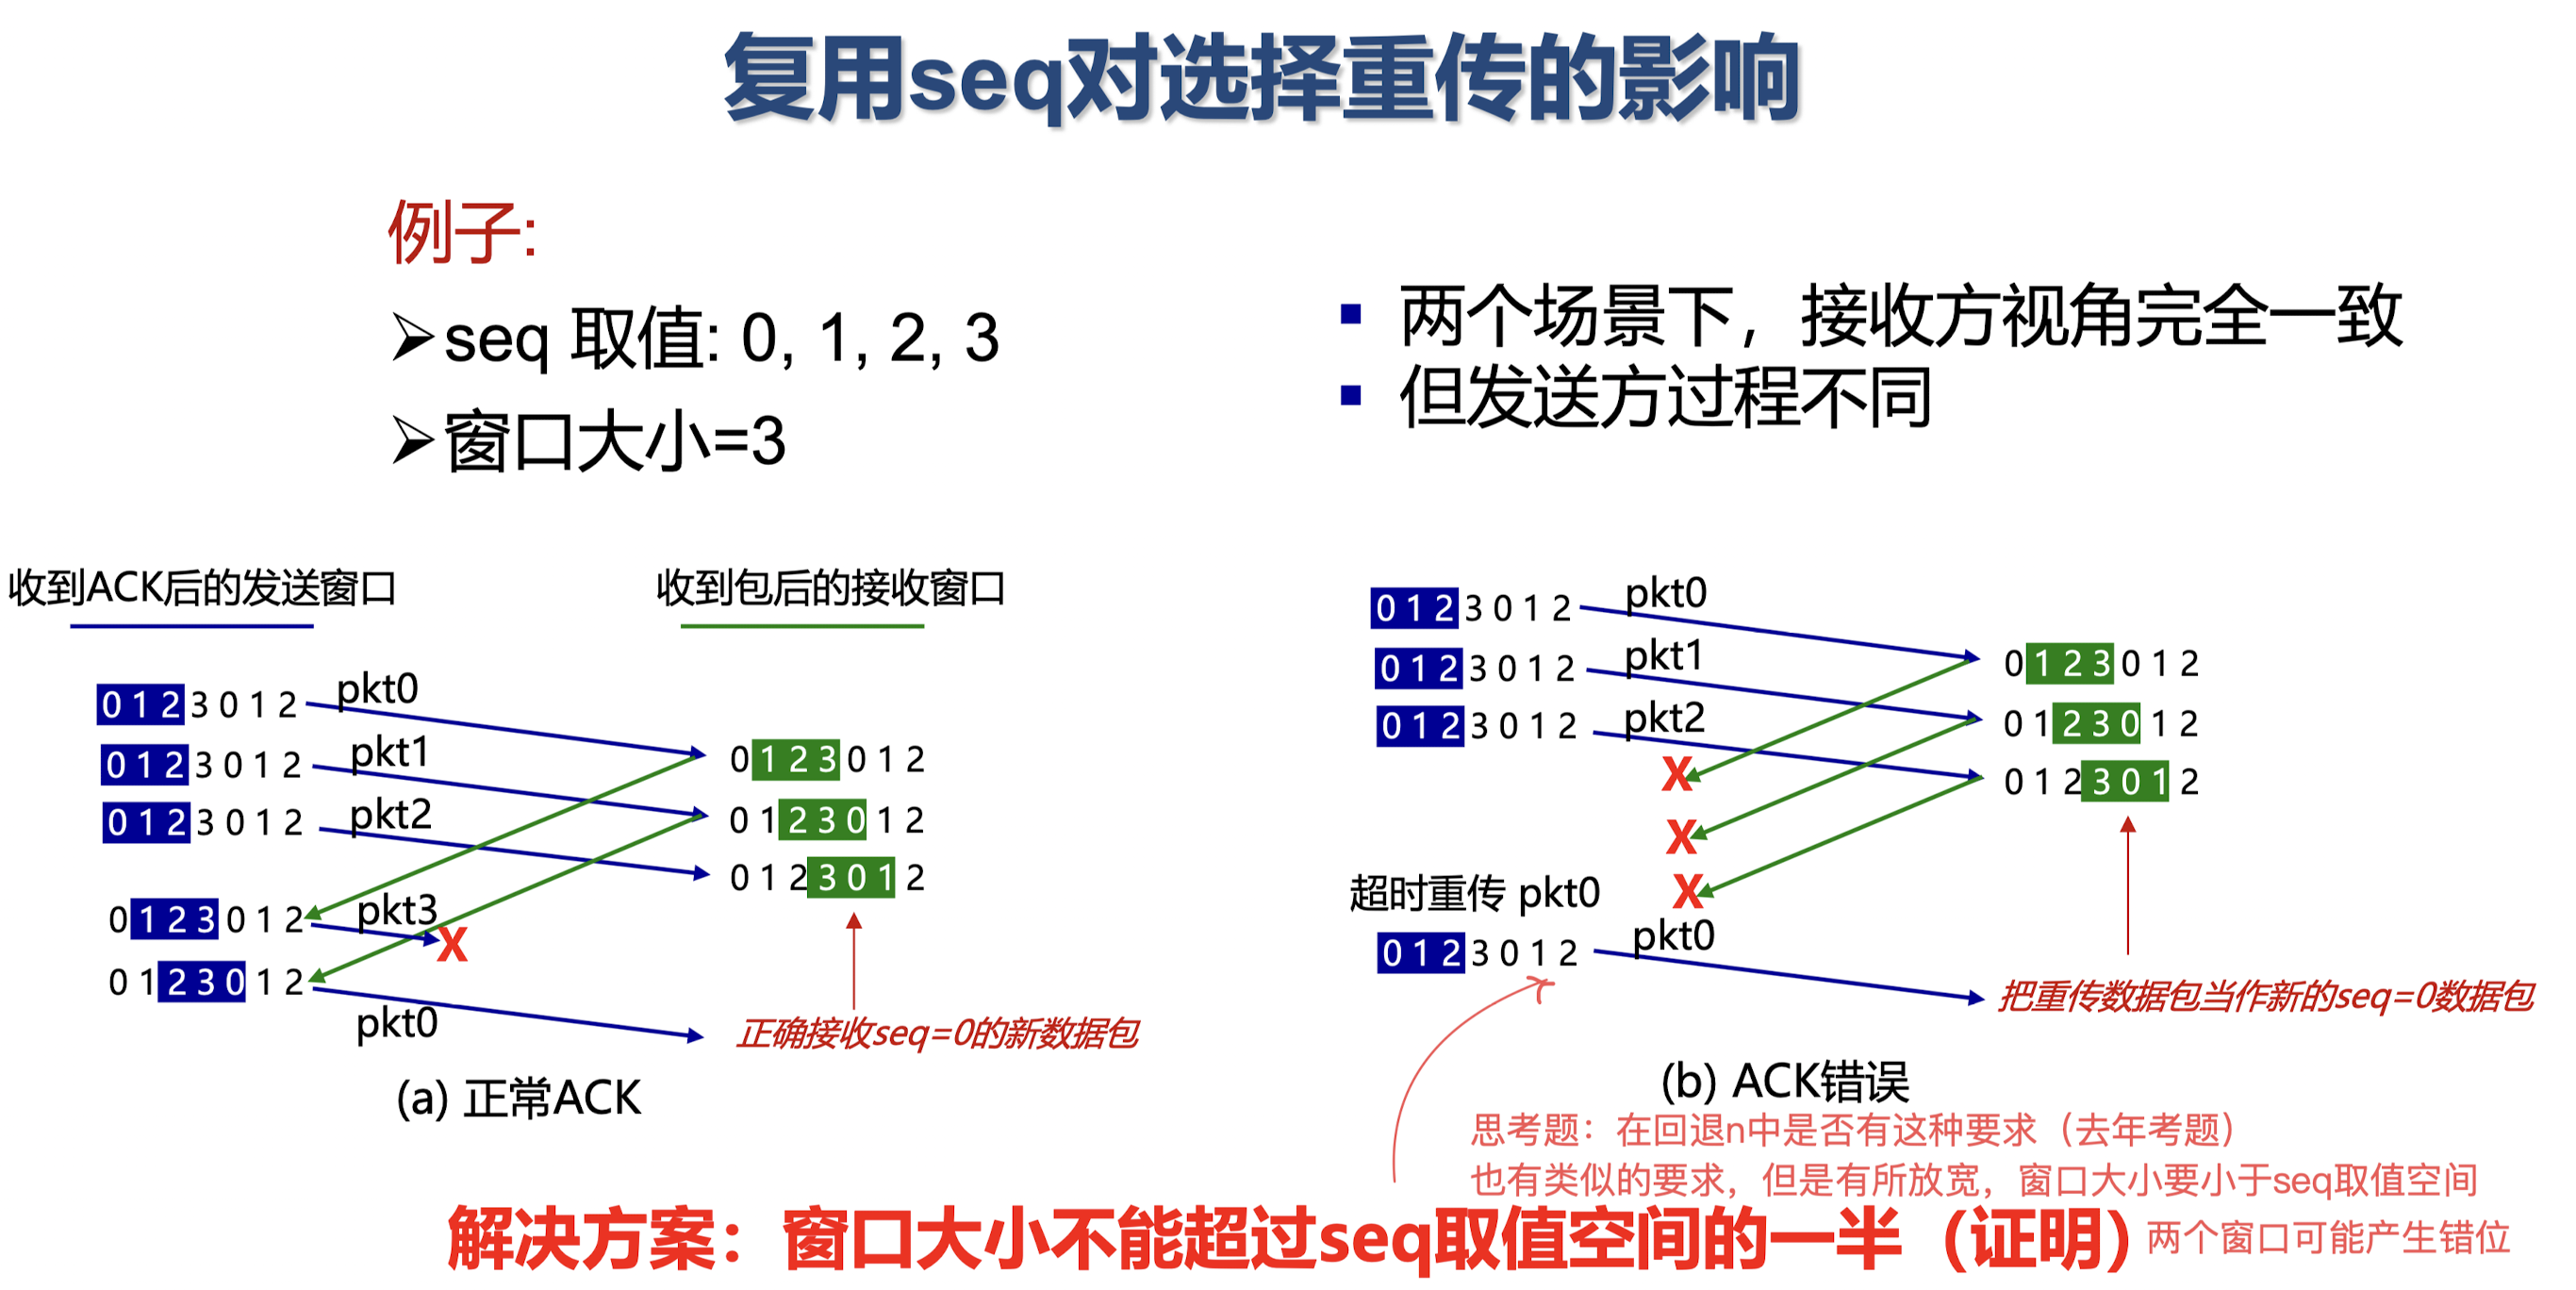 复用seq对选择重传的影响
例子:
➢seq 取值: 0, 1, 2, 3
➢窗口大小=3
▪ 两个场景下，接收方视角完全一致
▪ 但发送方过程不同
收到ACK后的发送窗口
收到包后的接收窗口
0 1 2 3 0 1 2
pkt0
0 1 2 3 0 1 2
pkt1
0 1 2 3 0 1 2
pkt2
0 1 2 3 0 1 2
0 1 2 3 0 1 2
0 1 2 3 0 1 2
0 1 2 3 0 1 2
pkt3
X
0 1 2 3 0 1 2
pkt0
正确接收seq=0的新数据包
(a) 正常ACK
0 1 2 3 0 1 2
pkt0
0 1 2 3 0 1 2
pkt1
0 1 2 3 0 1 2
pkt2
0 1 2 3 0 1 2
0 1 2 3 0 1 2
0 1 2 3 0 1 2
X
X
X
超时重传 pkt0
0 1 2 3 0 1 2
pkt0
把重传数据包当作新的seq=0数据包
(b) ACK错误
思考题：在回退n中是否有这种要求（去年考题）
也有类似的要求，但是有所放宽，窗口大小要小于seq取值空间
解决方案：窗口大小不能超过seq取值空间的一半（证明）
两个窗口可能产生错位